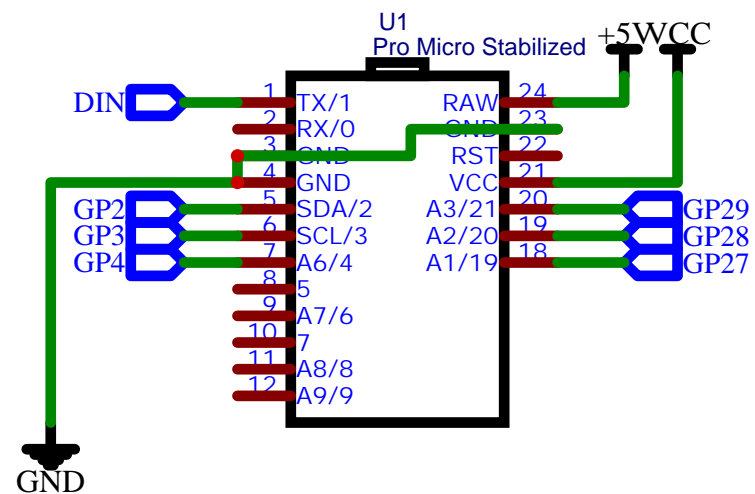 U1
Pro Micro Stabilized
+5V
VCC
DIN
1
TX/1
RAW
24
2
RX/0
GND
23
3
GND
RST
22
4
GND
VCC
21
GP2
5
SDA/2
A3/21
20
GP29
GP3
6
SCL/3
A2/20
19
GP28
GP4
7
A6/4
A1/19
18
GP27
8
5
9
A7/6
10
7
11
A8/8
12
A9/9
GND